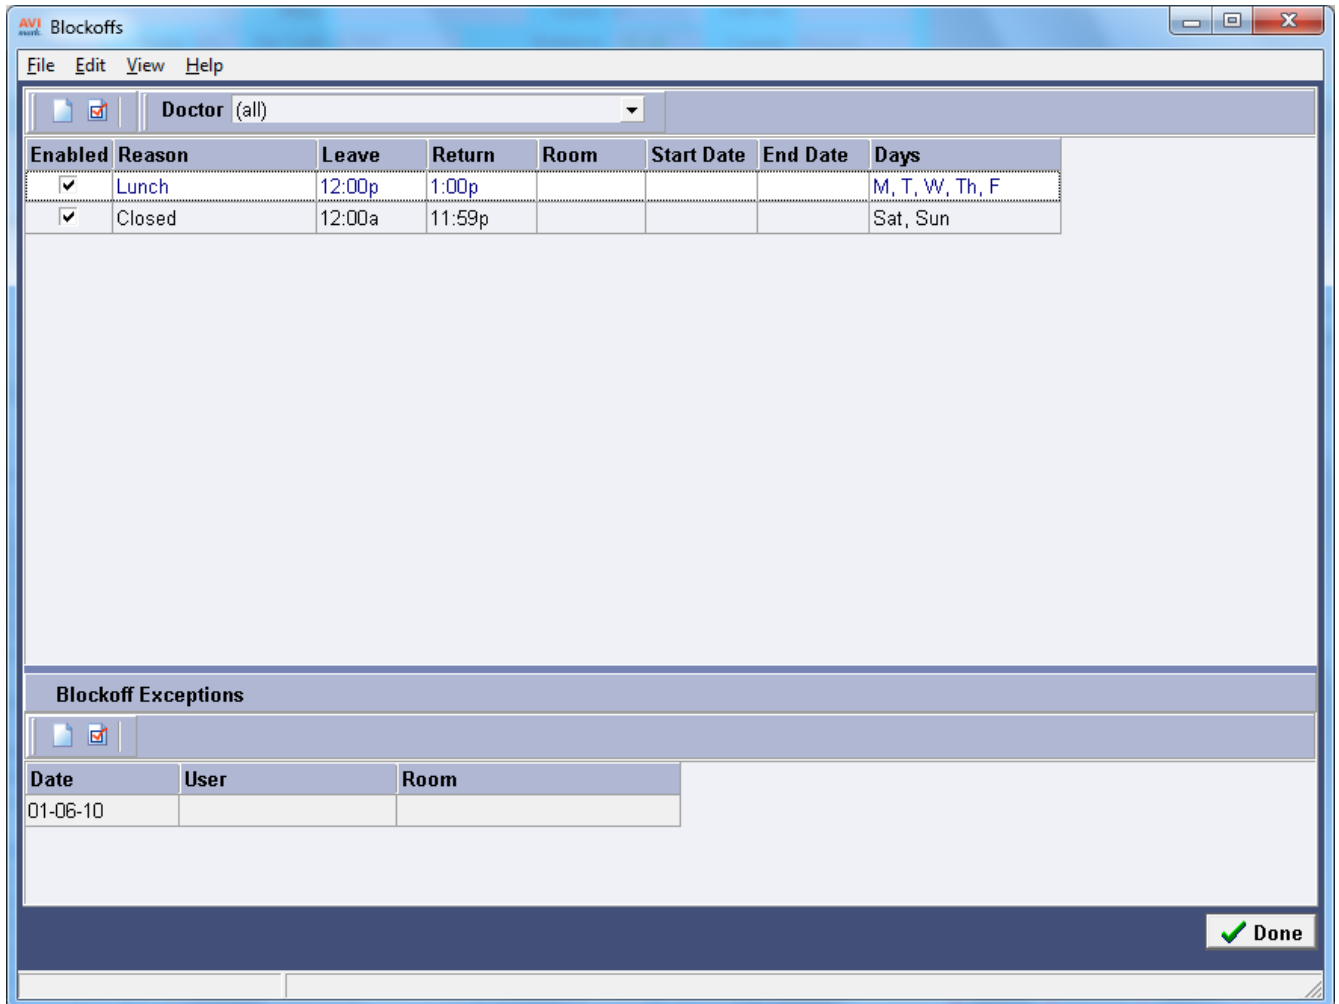 AVI mark Blockoffs
File Edit View Help
Doctor (all)
Enabled Reason Leave Return Room Start Date End Date Days
Lunch 12:00p 1:00p M, T, W, Th, F
Closed 12:00a 11:59p Sat, Sun
Blockoff Exceptions
Date User Room
01-06-10
Done